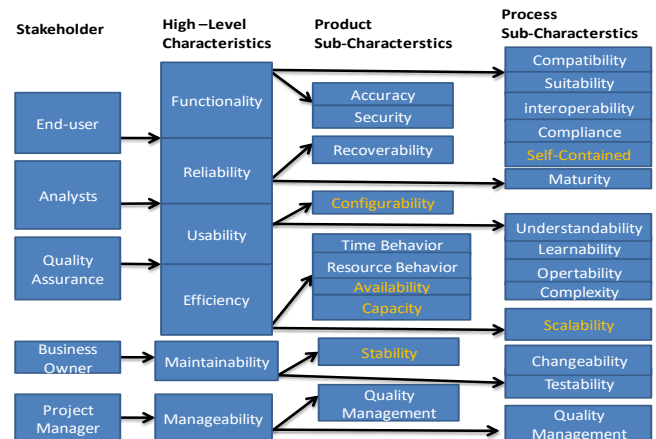 Stakeholder
High –Level
Characteristics
Product
Sub-Characterstics
Process
Sub-Characterstics
End-user
Analysts
Quality
Assurance
Business
Owner
Project
Manager
Functionality
Reliability
Usability
Efficiency
Maintainability
Manageability
Accuracy
Security
Recoverability
Configurability
Time Behavior
Resource Behavior
Availability
Capacity
Stability
Quality
Management
Compatibility
Suitability
interoperability
Compliance
Self-Contained
Maturity
Understandability
Learnability
Opertability
Complexity
Scalability
Changeability
Testability
Quality
Management